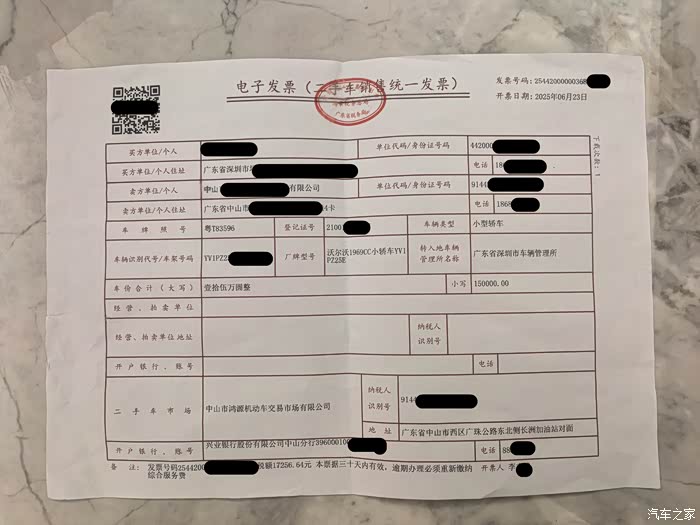 电子发票（二手车销售统一发票）
发票号码：25442000000368
开票日期：2025年06月23日
广东省税务局
下载次数：1
买方单位/个人
单位代码/身份证号码 442000
买方单位/个人住址 广东省深圳市
电话 18
卖方单位/个人 中山 有限公司
单位代码/身份证号码 9144
卖方单位/个人住址 广东省中山市 4卡
电话 1868
车 牌 照 号 粤T83596 登记证号 2100 车辆类型 小型轿车
车辆识别代号/车架号码 YV1PZ2 厂牌型号 沃尔沃1969CC小轿车YV1
PZ25E
转入地车辆
管理所名称 广东省深圳市车辆管理所
车价合计（大写） 壹拾伍万圆整 小写 150000.00
经营、拍卖单位
经营、拍卖单位地址 纳税人
识别号
开户银行、账号 电话
二 手 车 市 场 中山市鸿源机动车交易市场有限公司 纳税人
识别号 9144
地 址 广东省中山市西区广珠公路东北侧长洲加油站对面
开户银行、账号 兴业银行股份有限公司中山分行396000100
电话 88
备 注： 发票号码2544200 税额17256.64元 本票据三十天内有效，逾期办理必须重新缴纳 开票人 李
综合服务费
汽车之家